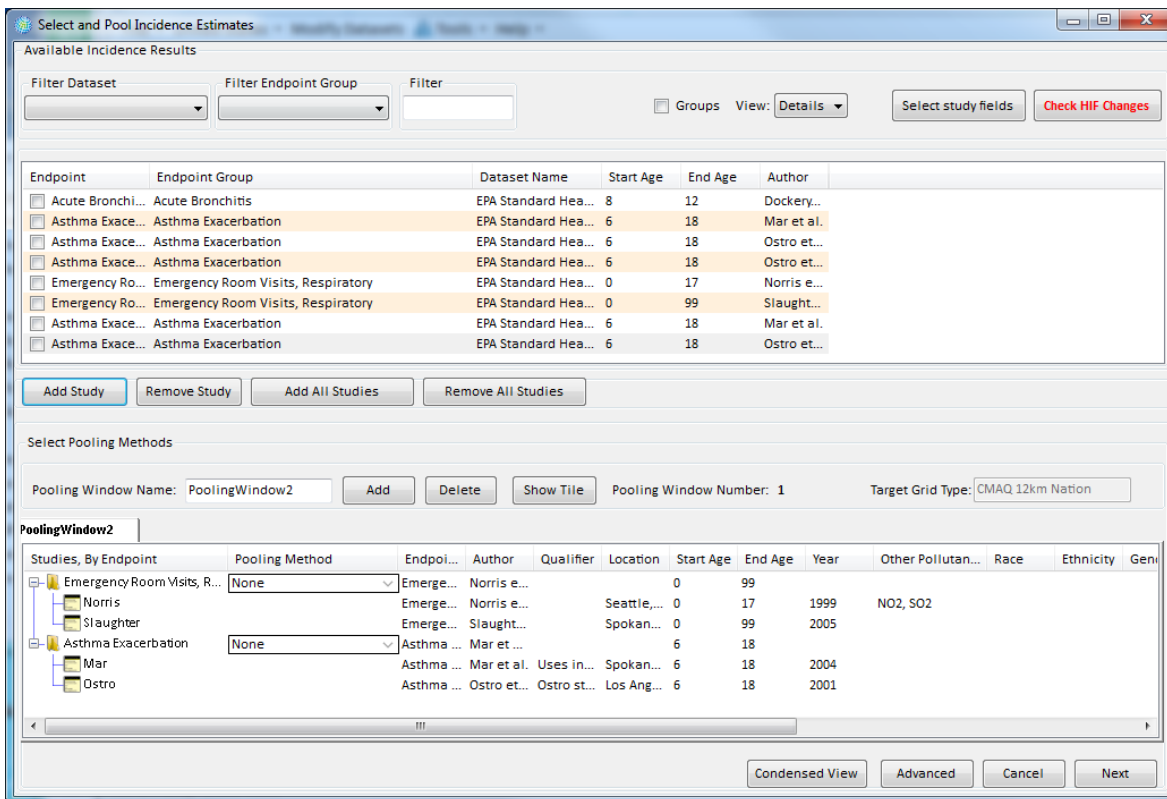 Select and Pool Incidence Estimates
Available Incidence Results
Filter Dataset Filter Endpoint Group Filter
Groups View: Details Select study fields Check HIF Changes
Endpoint Endpoint Group Dataset Name Start Age End Age Author
Acute Bronchi... Acute Bronchitis EPA Standard Hea... 8 12 Dockery...
Asthma Exace... Asthma Exacerbation EPA Standard Hea... 6 18 Mar et al.
Asthma Exace... Asthma Exacerbation EPA Standard Hea... 6 18 Ostro et...
Asthma Exace... Asthma Exacerbation EPA Standard Hea... 6 18 Ostro et...
Emergency Ro... Emergency Room Visits, Respiratory EPA Standard Hea... 0 17 Norris e...
Emergency Ro... Emergency Room Visits, Respiratory EPA Standard Hea... 0 99 Slaught...
Asthma Exace... Asthma Exacerbation EPA Standard Hea... 6 18 Mar et al.
Asthma Exace... Asthma Exacerbation EPA Standard Hea... 6 18 Ostro et...
Add Study Remove Study Add All Studies Remove All Studies
Select Pooling Methods
Pooling Window Name: PoolingWindow2 Add Delete Show Tile Pooling Window Number: 1 Target Grid Type: CMAQ 12km Nation
PoolingWindow2
Studies, By Endpoint Pooling Method Endpoi... Author Qualifier Location Start Age End Age Year Other Pollutan... Race Ethnicity Gen
Emergency Room Visits, R... None Emerge... Norris e... 0 99
Norris Emerge... Norris e... Seattle,... 0 17 1999 NO2, SO2
Slaughter Emerge... Slaught... Spokan... 0 99 2005
Asthma Exacerbation None Asthma ... Mar et ... 6 18
Mar Asthma ... Mar et al. Uses in... Spokan... 6 18 2004
Ostro Asthma ... Ostro et... Ostro st... Los Ang... 6 18 2001
Condensed View Advanced Cancel Next